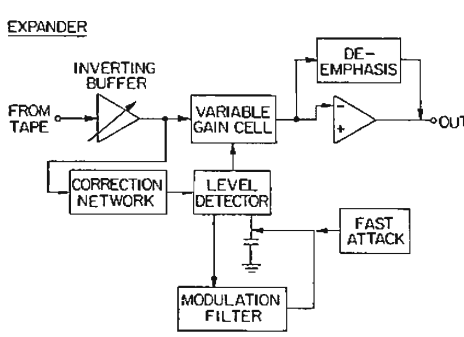 EXPANDER
INVERTING
BUFFER
DE-
EMPHASIS
FROM
TAPE
VARIABLE
GAIN CELL
-
+
OUT
CORRECTION
NETWORK
LEVEL
DETECTOR
FAST
ATTACK
MODULATION
FILTER